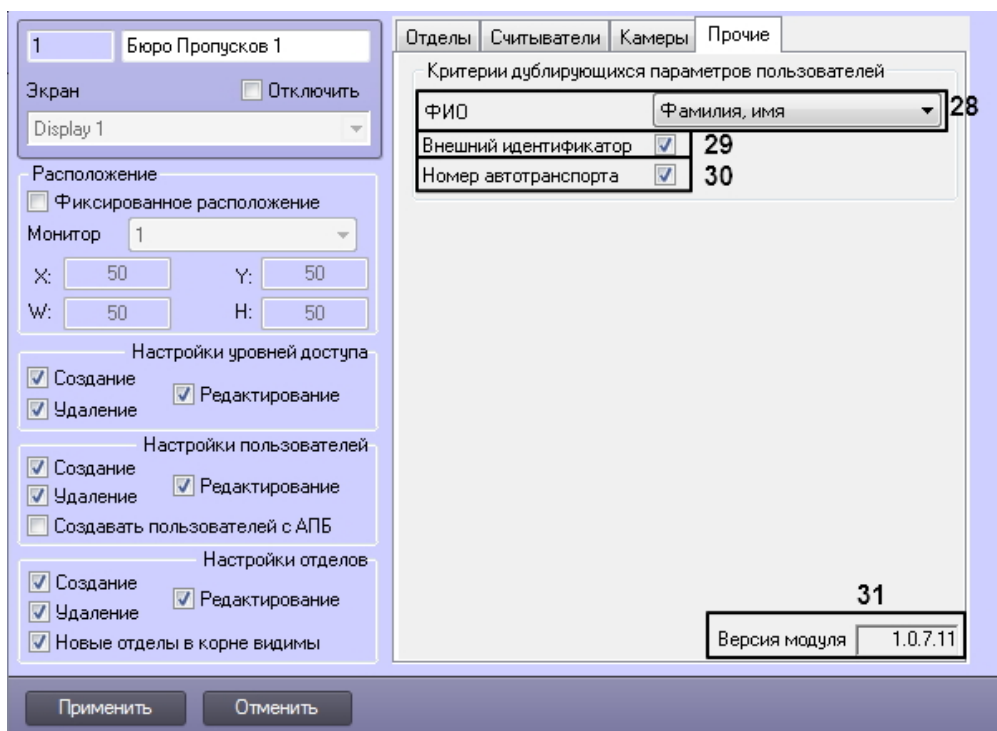 1 Бюро Пропусков 1
Экран Отключить
Display 1
Расположение
Фиксированное расположение
Монитор 1
X: 50 Y: 50
W: 50 H: 50
Настройки уровней доступа
Создание
Редактирование
Удаление
Настройки пользователей
Создание
Редактирование
Удаление
Создавать пользователей с АПБ
Настройки отделов
Создание
Редактирование
Удаление
Новые отделы в корне видимы
Отделы Считыватели Камеры Прочие
Критерии дублирующихся параметров пользователей
ФИО Фамилия, имя 28
Внешний идентификатор 29
Номер автотранспорта 30
31
Версия модуля 1.0.7.11
Применить Отменить